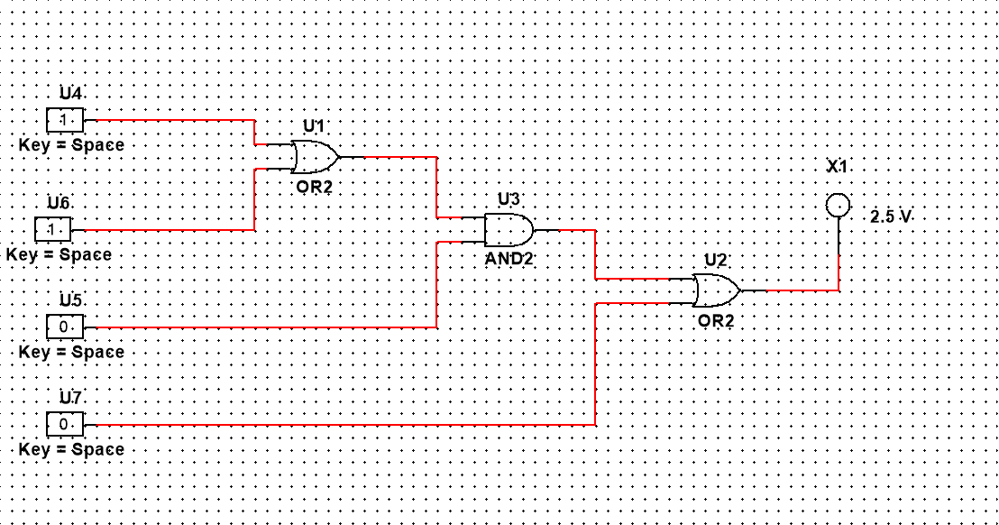 U4
1
Key = Space
U1
OR2
U6
1
Key = Space
U3
AND2
X1
2.5 V
U5
0
Key = Space
U2
OR2
U7
0
Key = Space